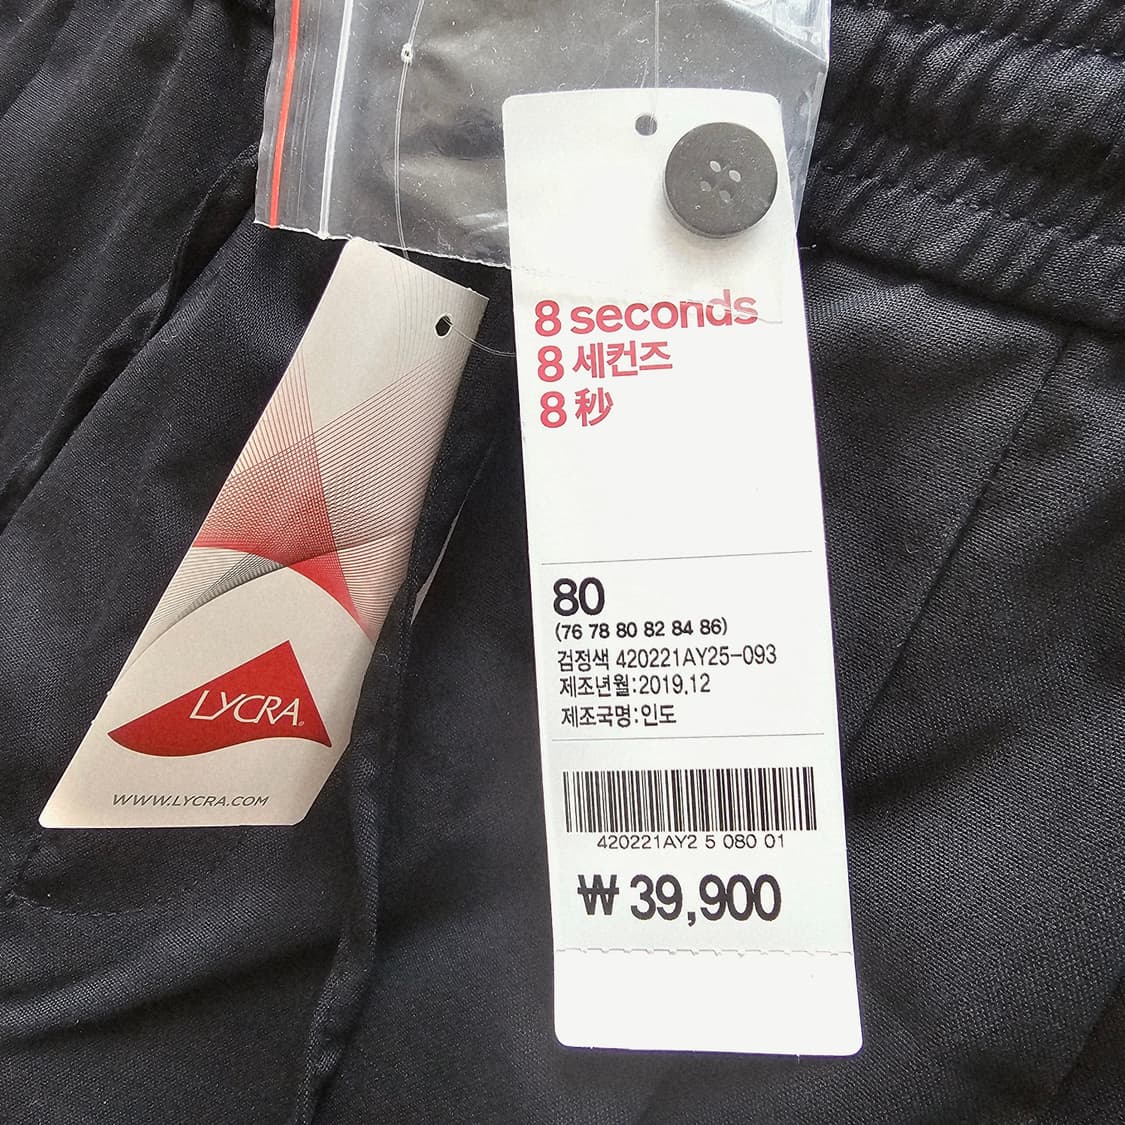 8 seconds
8 세컨즈
8 秒
80
(76 78 80 82 84 86)
검정색 420221AY25-093
제조년월:2019.12
제조국명:인도
420221AY2 5 080 01
₩ 39,900
LYCRA®
WWW.LYCRA.COM